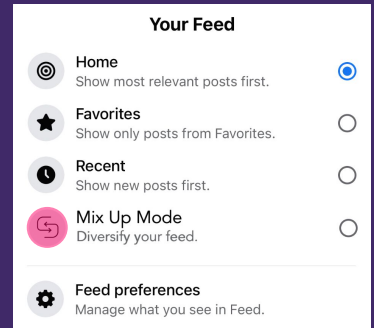 Your Feed
Home
Show most relevant posts first.
Favorites
Show only posts from Favorites.
Recent
Show new posts first.
Mix Up Mode
Diversify your feed.
Feed preferences
Manage what you see in Feed.